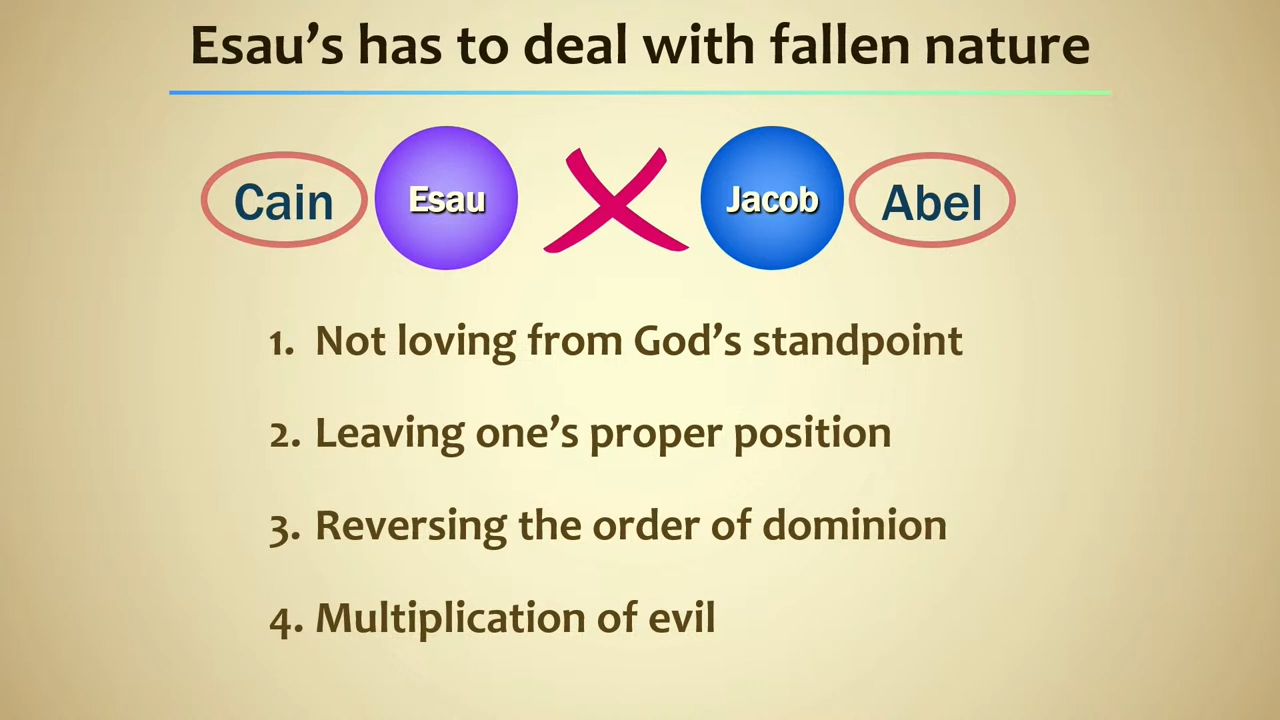 Esau's has to deal with fallen nature
Cain Esau Jacob Abel
1. Not loving from God's standpoint
2. Leaving one's proper position
3. Reversing the order of dominion
4. Multiplication of evil